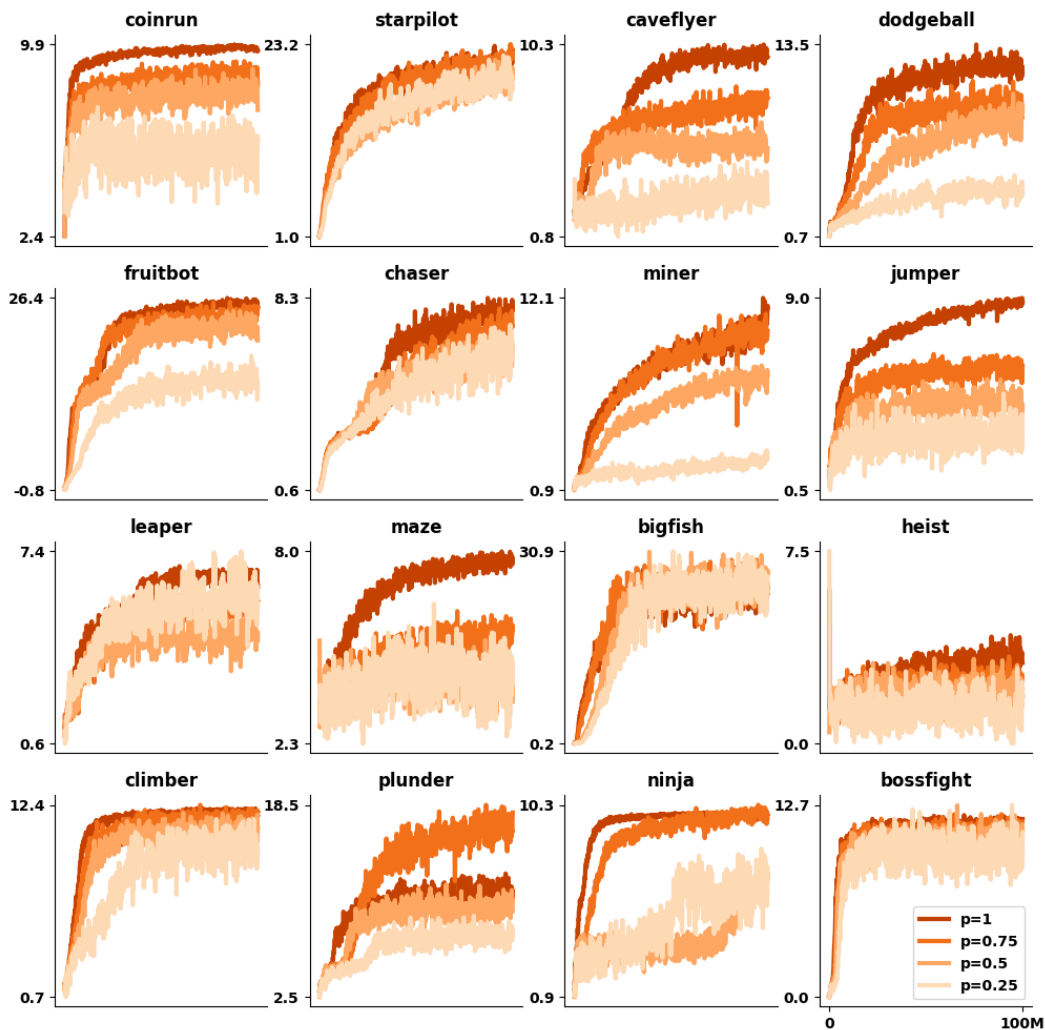 coinrun starpilot caveflyer dodgeball
9.9 23.2 10.3 13.5
2.4 1.0 0.8 0.7
fruitbot chaser miner jumper
26.4 8.3 12.1 9.0
-0.8 0.6 0.9 0.5
leaper maze bigfish heist
7.4 8.0 30.9 7.5
0.6 2.3 0.2 0.0
climber plunder ninja bossfight
12.4 18.5 10.3 12.7
p=1
p=0.75
p=0.5
p=0.25
0.7 2.5 0.9 0.0
0 100M